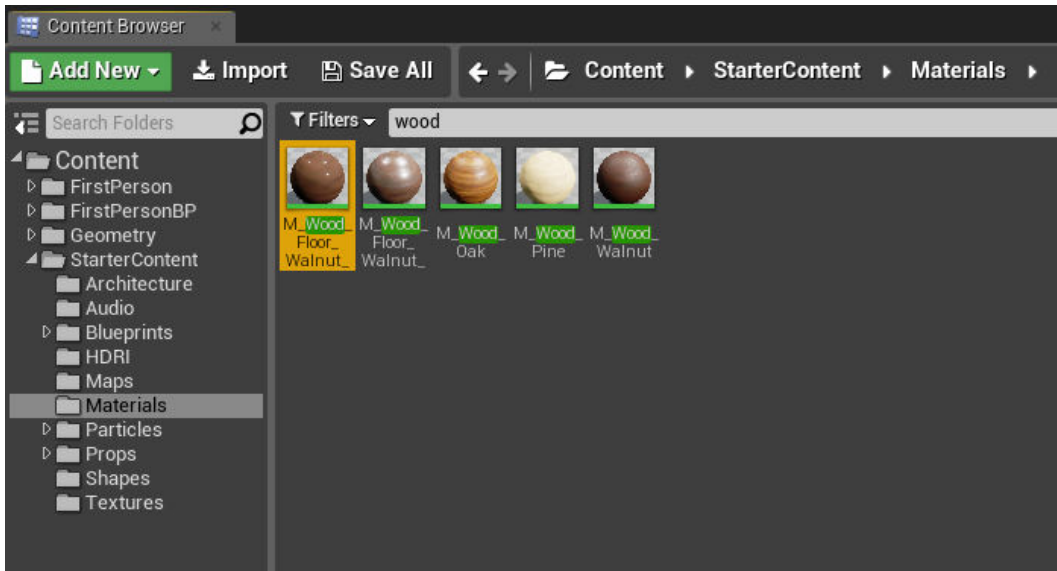 Content Browser
Add New Import Save All Content StarterContent Materials
Search Folders
Filters wood
Content
FirstPerson
FirstPersonBP
Geometry
StarterContent
Architecture
Audio
Blueprints
HDRI
Maps
Materials
Particles
Props
Shapes
Textures
M_Wood_
Floor_
Walnut_
M_Wood_
Floor_
Walnut_
M_Wood_
Oak
M_Wood_
Pine
M_Wood_
Walnut